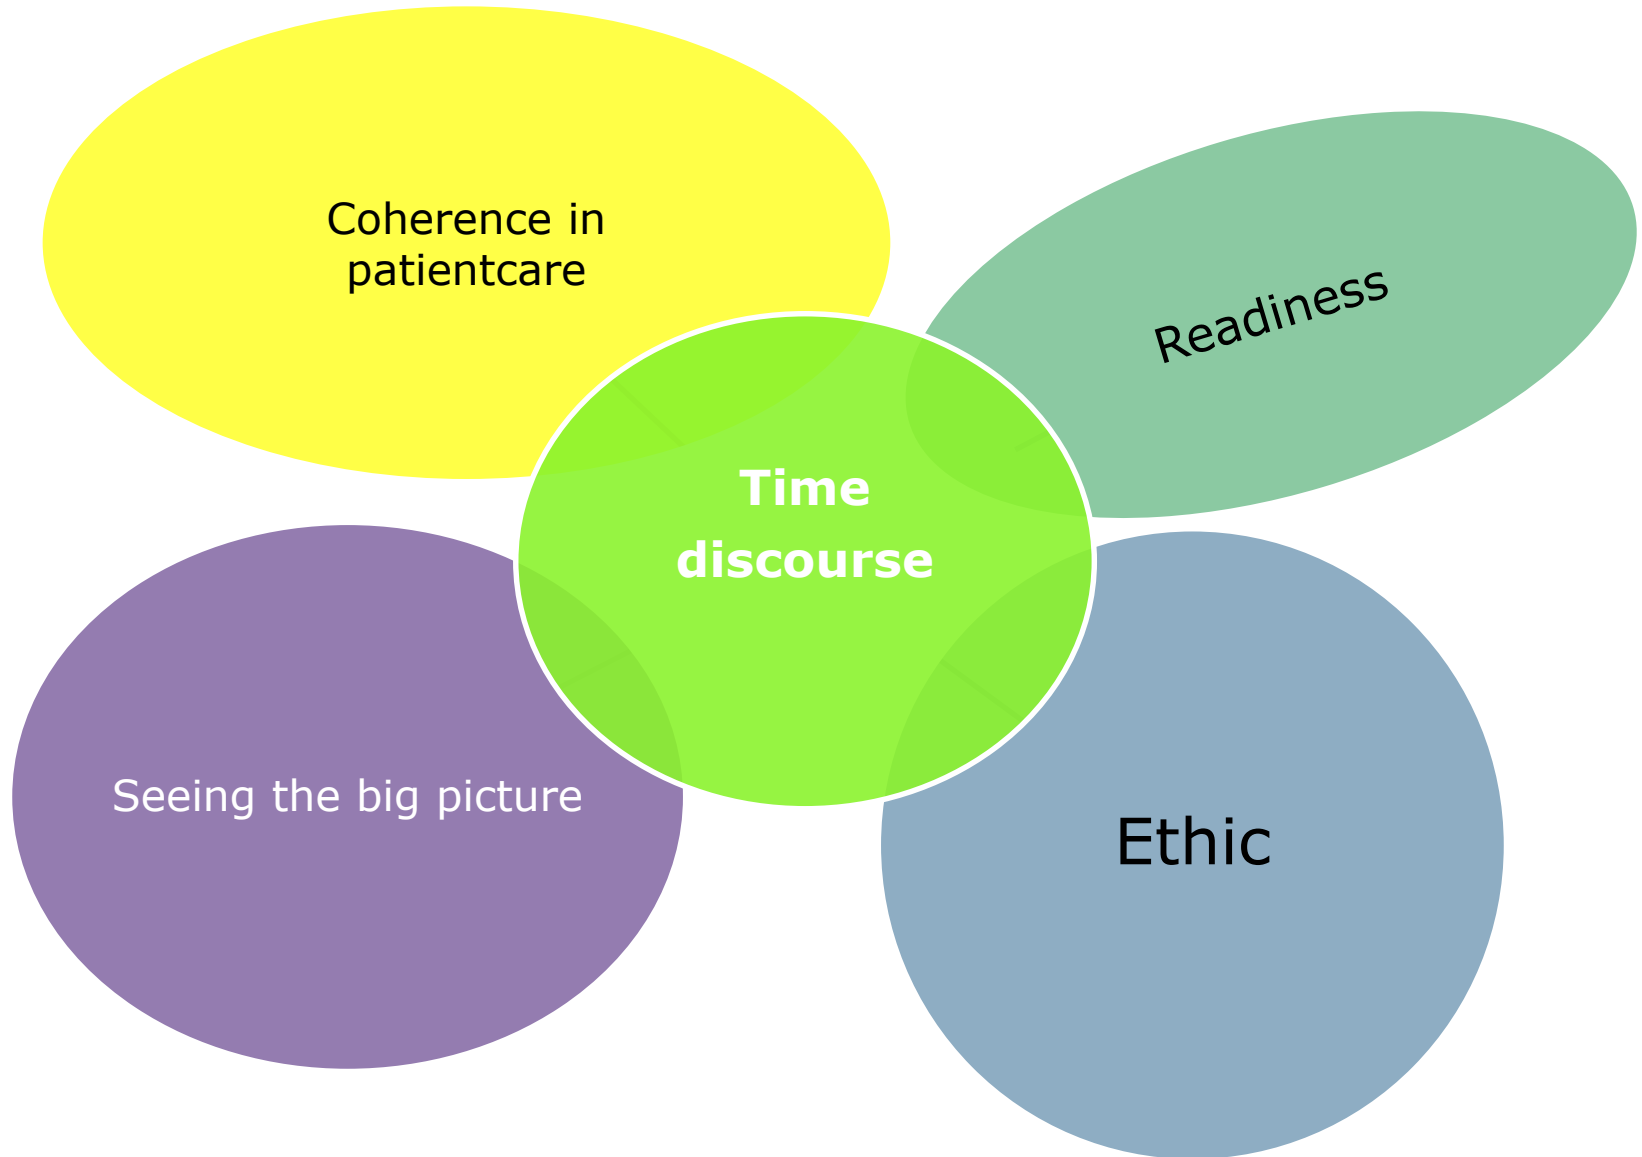 Coherence in
patientcare
Readiness
Time
discourse
Seeing the big picture
Ethic